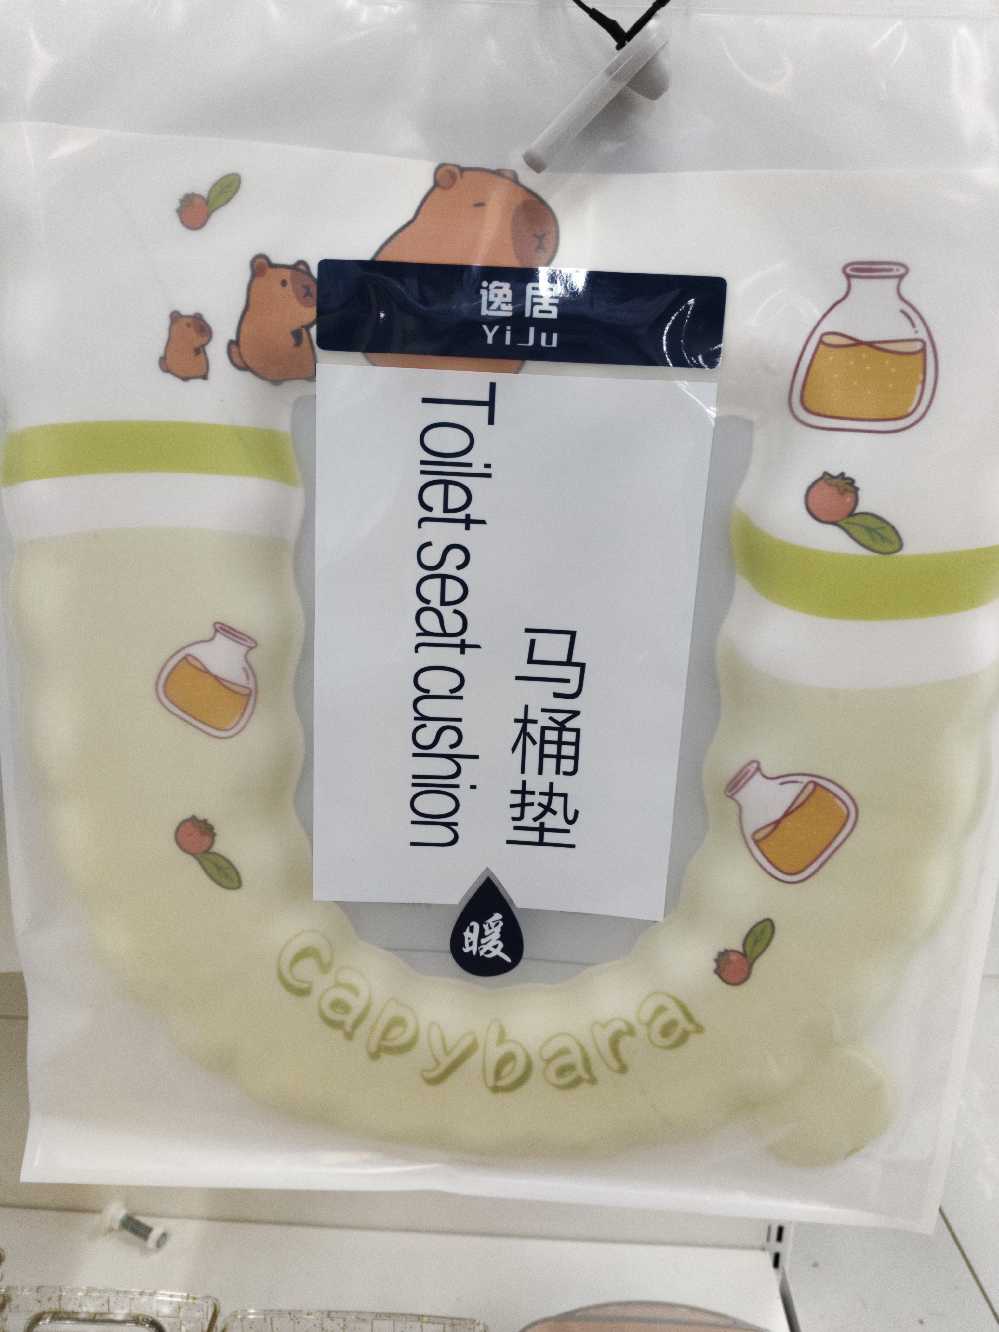 逸居
YiJu
Toilet seat cushion
马桶垫
暖
capybara